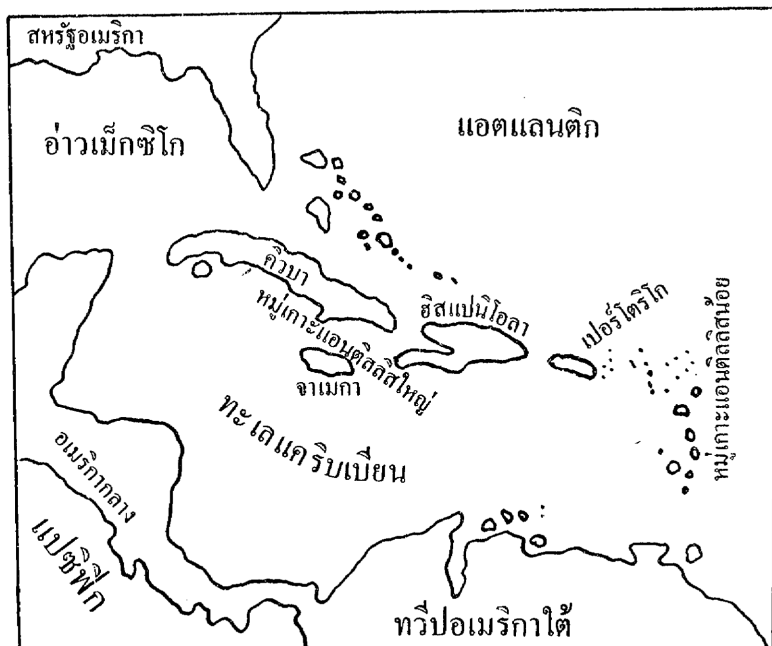 สหรัฐอเมริกา
อ่าวเม็กซิโก
แอตแลนติก
คิวบา
หมู่เกาะแอนติลลิสใหญ่
ฮิสแปนิโอลา
เปอร์โตริโก
หมู่เกาะแอนติลลิสน้อย
จาเมกา
ทะเลแคริบเบียน
อเมริกากลาง
แปซิฟิก
ทวีปอเมริกาใต้